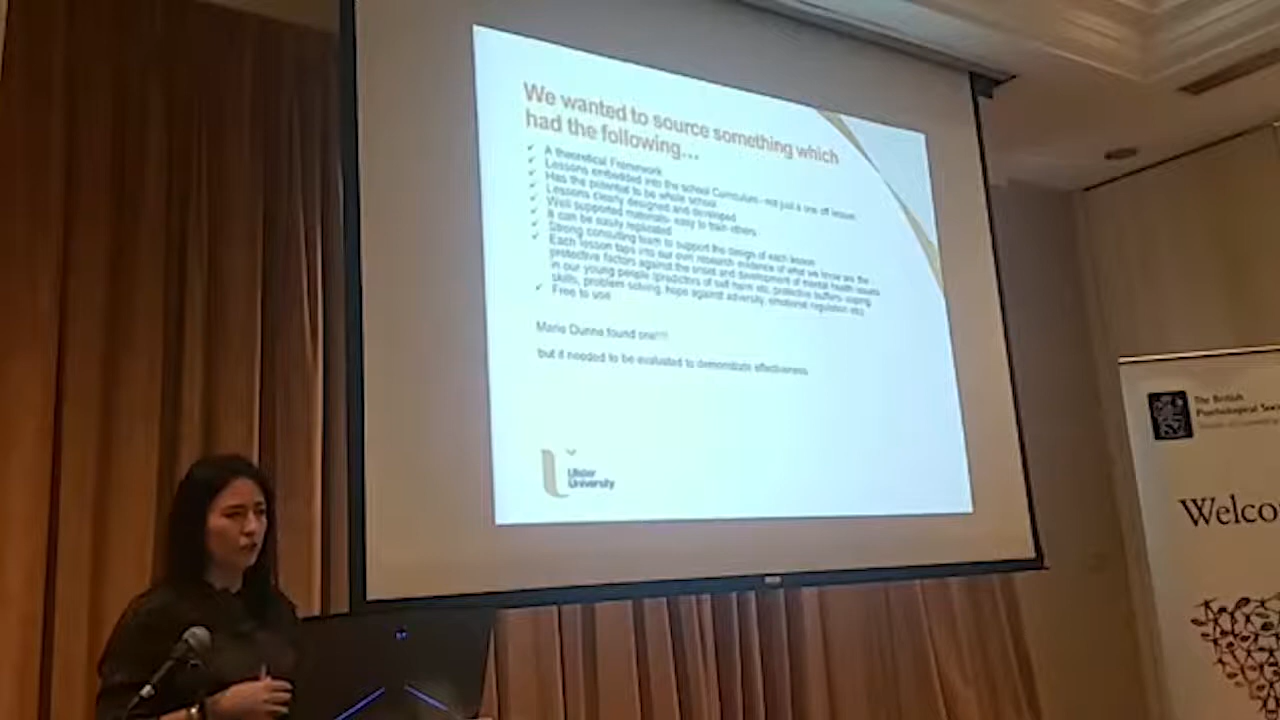 We wanted to source something which
had the following...
✓ A theoretical Framework
✓ Lessons embedded into the school Curriculum - not just a one off lesson
✓ Has the potential to be whole school
✓ Lessons clearly designed and developed
✓ Well supported materials- easy to train others
✓ It can be easily replicated
✓ Strong consulting team to support the design of each lesson
✓ Each lesson taps into our own research evidence of what we know are the
protective factors against the onset and development of mental health issues
in our young people (predictors of self harm etc, protective buffers- coping
skills, problem solving, hope against adversity, emotional regulation etc)
✓ Free to use
Marie Dunne found one!!!!
but it needed to be evaluated to demonstrate effectiveness
Ulster
University
The British
Psychological Soc
Welco